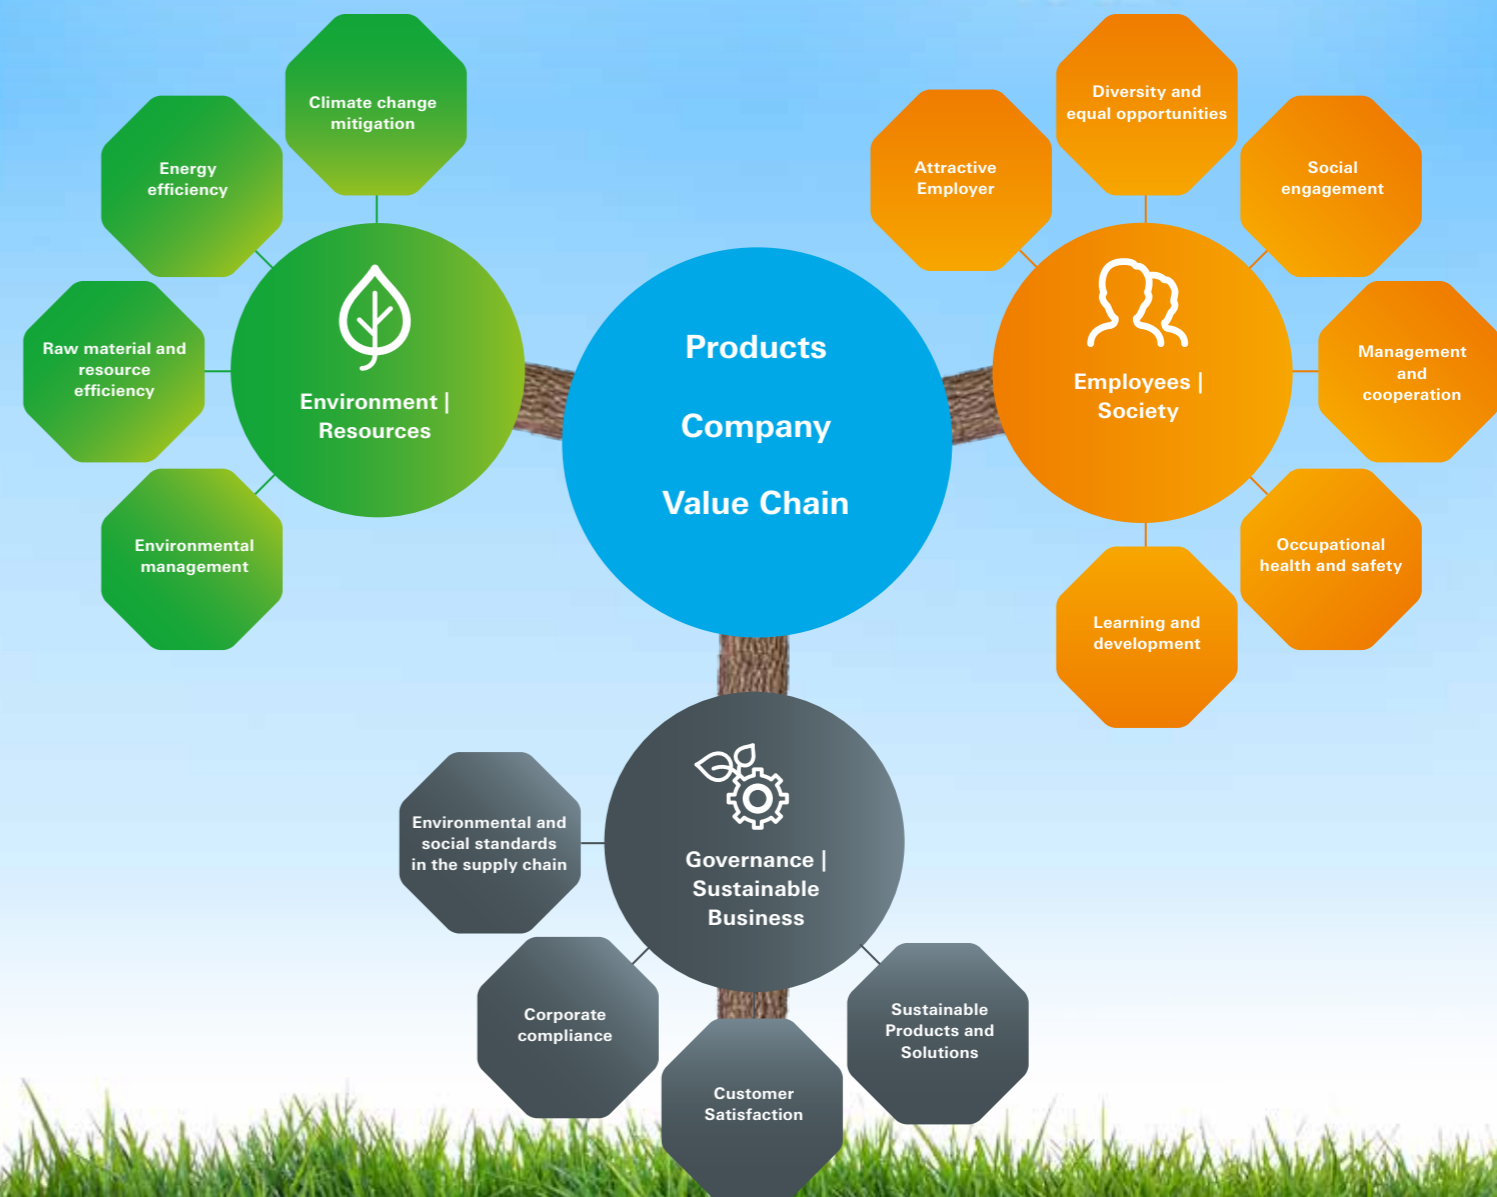 Climate change
mitigation
Energy
efficiency
Raw material and
resource
efficiency
Environmental
management
Environment |
Resources
Products
Company
Value Chain
Attractive
Employer
Diversity and
equal opportunities
Social
engagement
Management
and
cooperation
Occupational
health and safety
Learning and
development
Employees |
Society
Governance |
Sustainable
Business
Environmental and
social standards
in the supply chain
Corporate
compliance
Customer
Satisfaction
Sustainable
Products and
Solutions